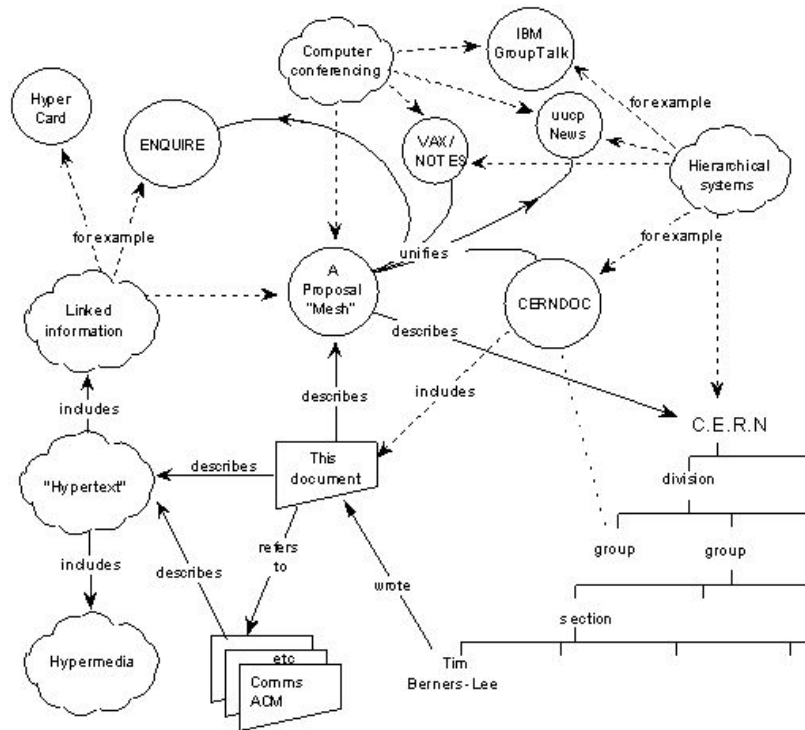 IBM
GroupTalk
Computer
conferencing
Hyper
Card
for example
uucp
News
ENQUIRE
VAX/
NOTES
Hierarchical
systems
for example
for example
unifies
A
Proposal
"Mesh"
Linked
information
CERNDOC
describes
includes
describes
includes
C.E.R.N
"Hypertext"
describes
This
document
division
refers
to
group
group
includes
describes
wrote
section
Hypermedia
etc
Tim
Berners-Lee
Comms
ACM